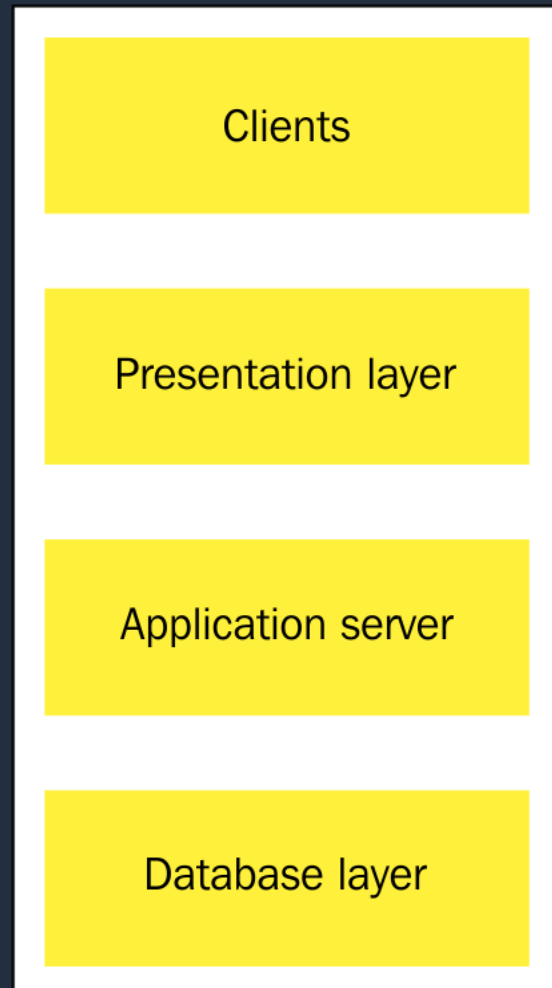 Clients
Presentation layer
Application server
Database layer